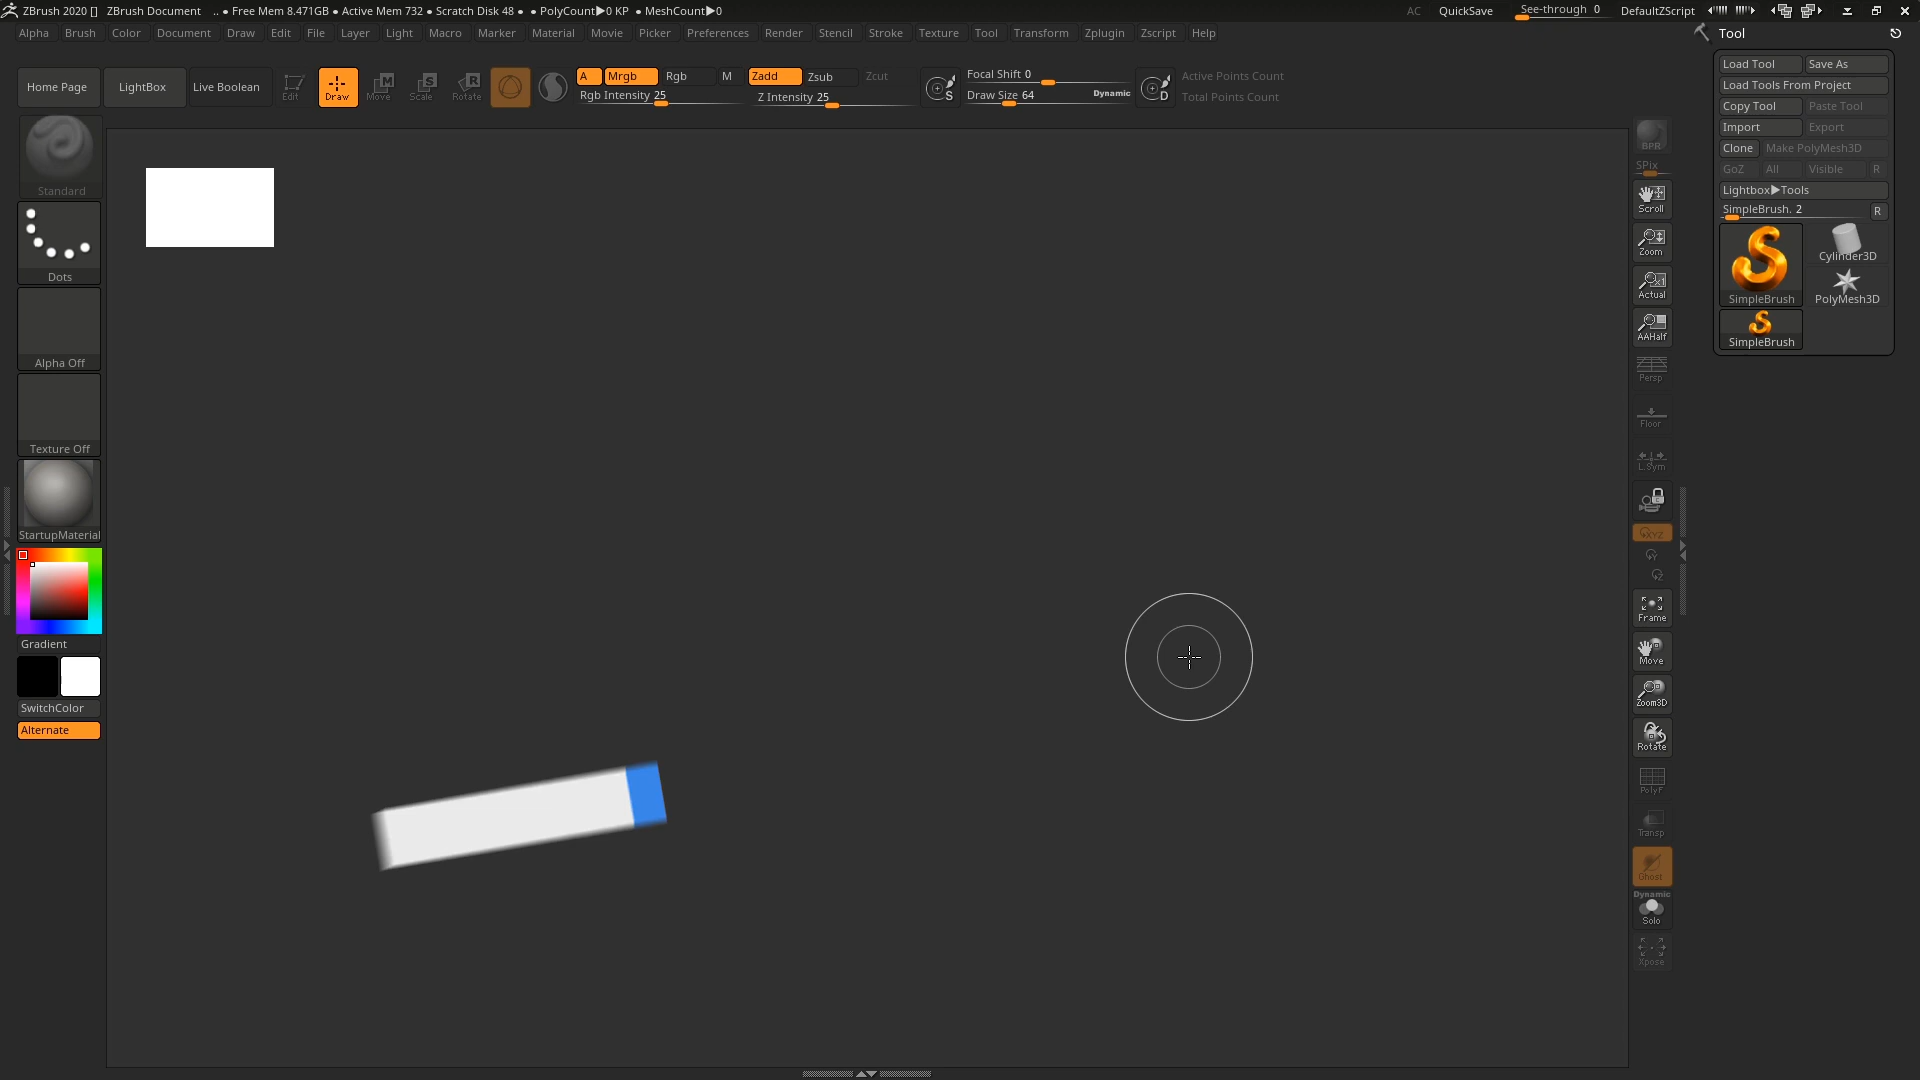 ZBrush 2020 [] ZBrush Document .. • Free Mem 8.471GB • Active Mem 732 • Scratch Disk 48 • • PolyCount▶0 KP • MeshCount▶0 AC QuickSave See-through 0 DefaultZScript
Alpha Brush Color Document Draw Edit File Layer Light Macro Marker Material Movie Picker Preferences Render Stencil Stroke Texture Tool Transform Zplugin Zscript Help
Home Page LightBox Live Boolean Edit Draw Move Scale Rotate
A Mrgb Rgb M Zadd Zsub Zcut
Rgb Intensity 25 Z Intensity 25
S Focal Shift 0
Draw Size 64 Dynamic
D Active Points Count
Total Points Count
Standard
Dots
Alpha Off
Texture Off
StartupMaterial
Gradient
SwitchColor
Alternate
BPR
SPix
Scroll
Zoom
Actual
AAHalf
Persp
Floor
L.Sym
XYZ
Y
Z
Frame
Move
Zoom3D
Rotate
PolyF
Transp
Ghost
Dynamic
Solo
Xpose
Tool
Load Tool Save As
Load Tools From Project
Copy Tool Paste Tool
Import Export
Clone Make PolyMesh3D
GoZ All Visible R
Lightbox▶Tools
SimpleBrush. 2 R
SimpleBrush Cylinder3D
PolyMesh3D
SimpleBrush